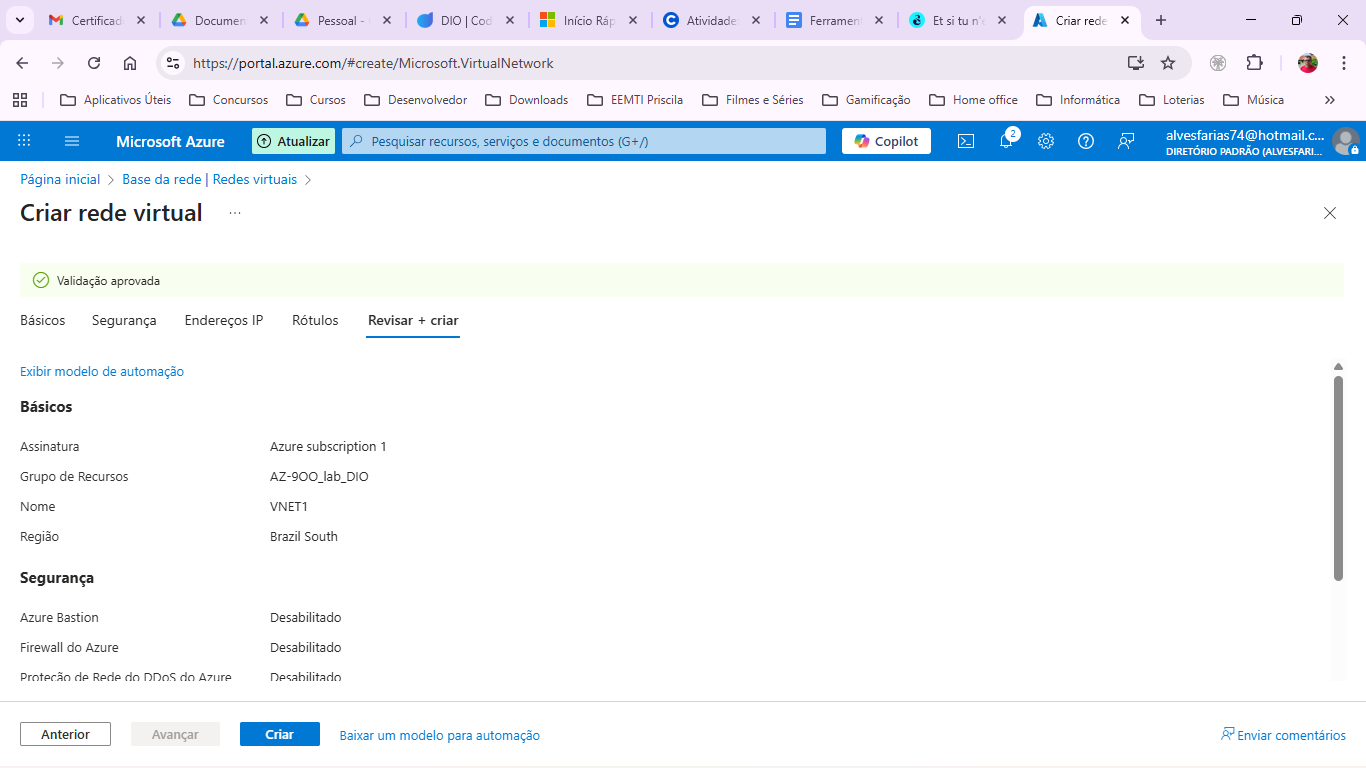 Certificado
Documen
Pessoal -
DIO | Cod
Início Ráp
Atividades
Ferrament
Et si tu n'e
Criar rede
https://portal.azure.com/#create/Microsoft.VirtualNetwork
Aplicativos Úteis
Concursos
Cursos
Desenvolvedor
Downloads
EEMTI Priscila
Filmes e Séries
Gamificação
Home office
Informática
Loterias
Música
Microsoft Azure
Atualizar
Pesquisar recursos, serviços e documentos (G+/)
Copilot
2
alvesfarias74@hotmail.c...
DIRETÓRIO PADRÃO (ALVESFARI...
Página inicial > Base da rede | Redes virtuais >
Criar rede virtual ...
Validação aprovada
Básicos
Segurança
Endereços IP
Rótulos
Revisar + criar
Exibir modelo de automação
Básicos
Assinatura Azure subscription 1
Grupo de Recursos AZ-9OO_lab_DIO
Nome VNET1
Região Brazil South
Segurança
Azure Bastion Desabilitado
Firewall do Azure Desabilitado
Proteção de Rede do DDoS do Azure Desabilitado
Anterior
Avançar
Criar
Baixar um modelo para automação
Enviar comentários